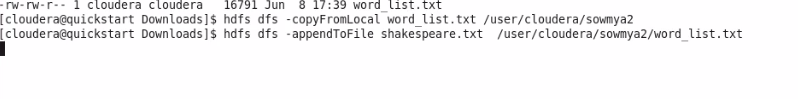 -rw-rw-r-- 1 cloudera cloudera   16791 Jun  8 17:39 word_list.txt
[cloudera@quickstart Downloads]$ hdfs dfs -copyFromLocal word_list.txt /user/cloudera/sowmya2
[cloudera@quickstart Downloads]$ hdfs dfs -appendToFile shakespeare.txt  /user/cloudera/sowmya2/word_list.txt